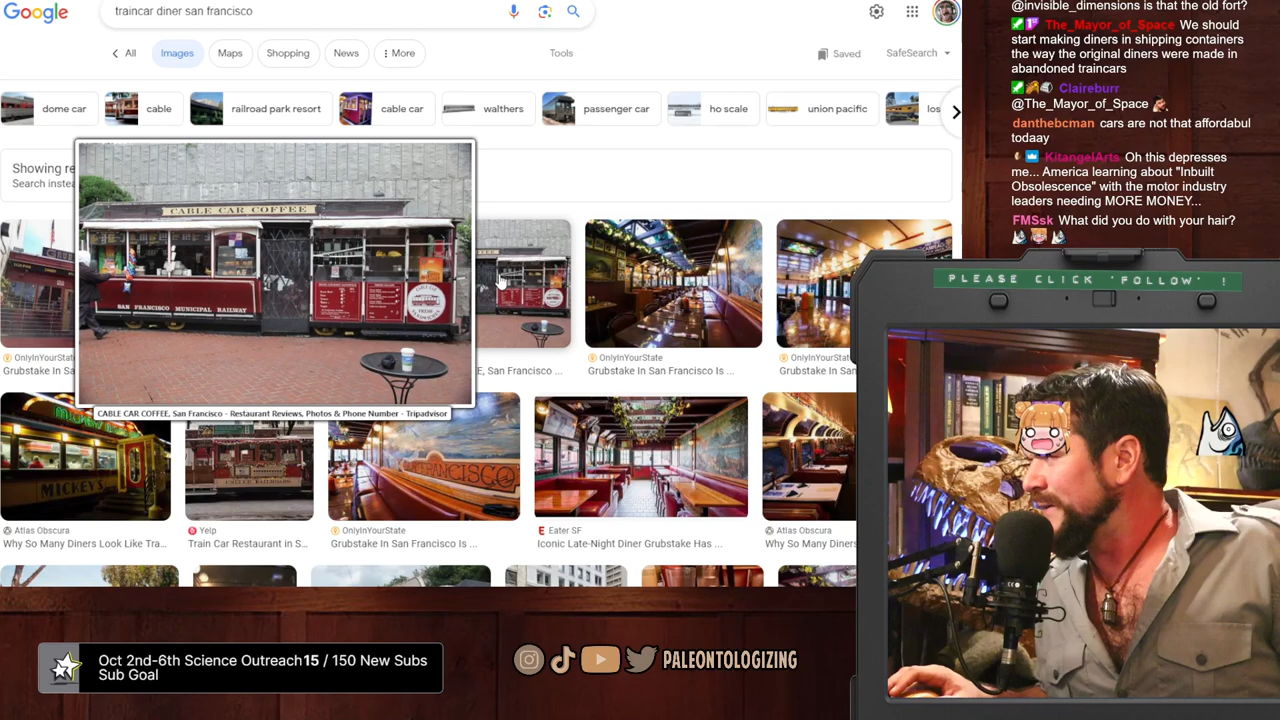 Google
traincar diner san francisco
All
Images
Maps
Shopping
News
More
Tools
Saved
SafeSearch
dome car
cable
railroad park resort
cable car
walthers
passenger car
ho scale
union pacific
los
Showing re
Search instea
CABLE CAR COFFEE
SAN FRANCISCO MUNICIPAL RAILWAY
CABLE CAR COFFEE, San Francisco - Restaurant Reviews, Photos & Phone Number - Tripadvisor
OnlyInYourState
Grubstake In San
E, San Francisco ...
OnlyInYourState
Grubstake In San Francisco Is ...
OnlyInYourSta
Grubstake In
MICKEY'S
UNITED RAILROADS
SAN FRANCISCO
Atlas Obscura
Why So Many Diners Look Like Tra...
Yelp
Train Car Restaurant in S...
OnlyInYourState
Grubstake In San Francisco Is ...
Eater SF
Iconic Late-Night Diner Grubstake Has ...
Atlas Obscura
Why So Many Diners
@invisible_dimensions is that the old fort?
The_Mayor_of_Space We should
start making diners in shipping containers
the way the original diners were made in
abandoned traincars
Claireburr
@The_Mayor_of_Space
danthebcman cars are not that affordabul
todaay
KitangelArts Oh this depresses
me... America learning about "Inbuilt
Obsolescence" with the motor industry
leaders needing MORE MONEY...
FMSsk What did you do with your hair?
PLEASE CLICK 'FOLLOW' !
Oct 2nd-6th Science Outreach 15 / 150 New Subs
Sub Goal
PALEONTOLOGIZING